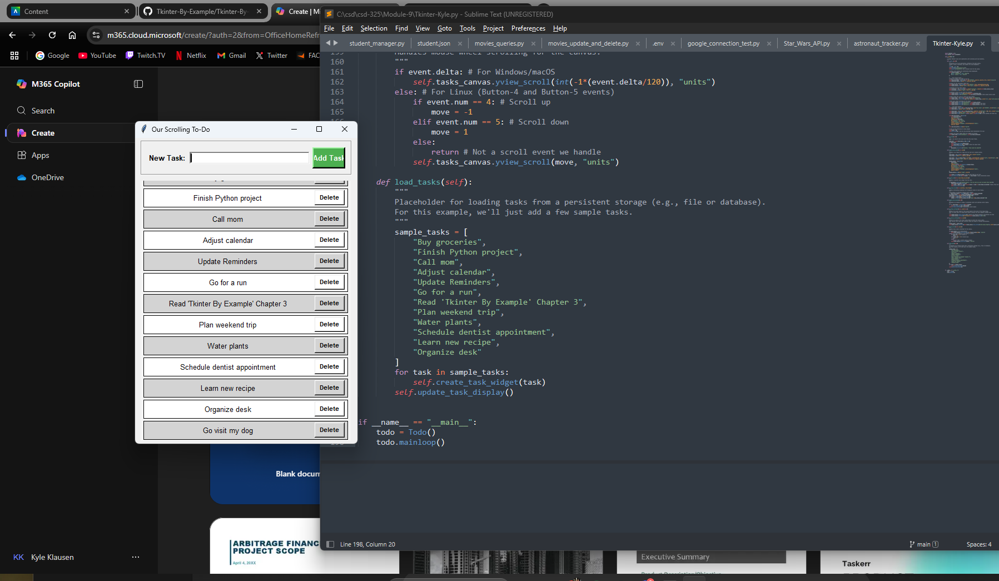 Content
Tkinter-By-Example/Tkinter-By-
Create | Mi
m365.cloud.microsoft/create/?auth=2&from=OfficeHomeRefr
Google
YouTube
Twitch.TV
Netflix
Gmail
Twitter
FAC
M365 Copilot
Search
Create
Apps
OneDrive
KK Kyle Klausen
Our Scrolling To-Do
New Task:
Add Task
Finish Python project Delete
Call mom Delete
Adjust calendar Delete
Update Reminders Delete
Go for a run Delete
Read 'Tkinter By Example' Chapter 3 Delete
Plan weekend trip Delete
Water plants Delete
Schedule dentist appointment Delete
Learn new recipe Delete
Organize desk Delete
Go visit my dog Delete
Blank docum
ARBITRAGE FINANC
PROJECT SCOPE
April 4, 20XX
C:\csd\csd-325\Module-9\Tkinter-Kyle.py - Sublime Text (UNREGISTERED)
File Edit Selection Find View Goto Tools Project Preferences Help
student_manager.py
student.json
movies_queries.py
movies_update_and_delete.py
.env
google_connection_test.py
Star_Wars_API.py
astronaut_tracker.py
Tkinter-Kyle.py
159 Handles mouse wheel scrolling for the canvas.
160 """
161 if event.delta: # For Windows/macOS
162 self.tasks_canvas.yview_scroll(int(-1*(event.delta/120)), "units")
163 else: # For Linux (Button-4 and Button-5 events)
164 if event.num == 4: # Scroll up
165 move = -1
166 elif event.num == 5: # Scroll down
move = 1
else:
return # Not a scroll event we handle
self.tasks_canvas.yview_scroll(move, "units")
def load_tasks(self):
"""
Placeholder for loading tasks from a persistent storage (e.g., file or database).
For this example, we'll just add a few sample tasks.
"""
sample_tasks = [
"Buy groceries",
"Finish Python project",
"Call mom",
"Adjust calendar",
"Update Reminders",
"Go for a run",
"Read 'Tkinter By Example' Chapter 3",
"Plan weekend trip",
"Water plants",
"Schedule dentist appointment",
"Learn new recipe",
"Organize desk"
]
for task in sample_tasks:
self.create_task_widget(task)
self.update_task_display()
if __name__ == "__main__":
todo = Todo()
198 todo.mainloop()
Line 198, Column 20
main 1
Spaces: 4
Executive Summary
Product Description/Objective
Taskerr